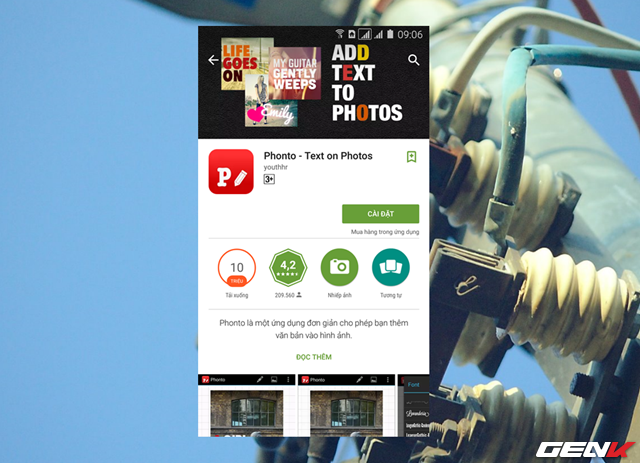 09:06
LIFE GOES ON
MY GUITAR GENTLY WEEPS
Emily
ADD
TEXT
TO
PHOTOS
P
Phonto - Text on Photos
youthhr
3+
CÀI ĐẶT
Mua hàng trong ứng dụng
10
TRIỆU
4,2
Tải xuống
209.560
Nhiếp ảnh
Tương tự
Phonto là một ứng dụng đơn giản cho phép bạn thêm
văn bản vào hình ảnh.
ĐỌC THÊM
Phonto
Phonto
Font
GENK